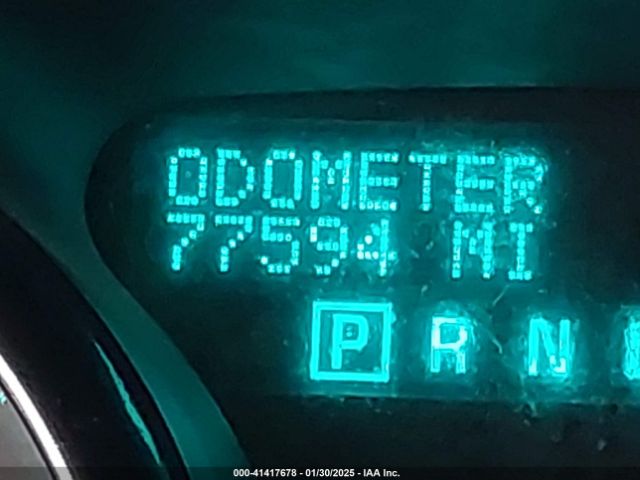 ODOMETER
77594 MI
P R N
000-41417678 - 01/30/2025 - IAA Inc.